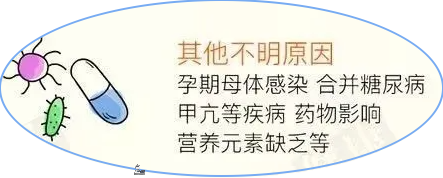 其他不明原因
孕期母体感染 合并糖尿病
甲亢等疾病 药物影响
营养元素缺乏等